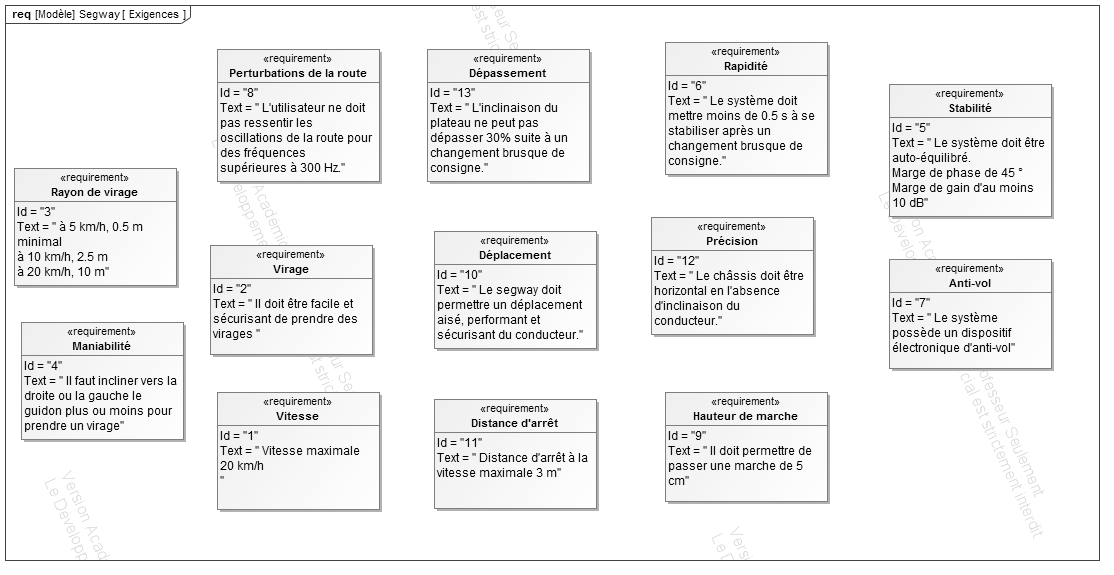 req [Modèle] Segway [ Exigences ]
«requirement»
Perturbations de la route
Id = "8"
Text = " L'utilisateur ne doit
pas ressentir les
oscillations de la route pour
des fréquences
supérieures à 300 Hz."
«requirement»
Dépassement
Id = "13"
Text = " L'inclinaison du
plateau ne peut pas
dépasser 30% suite à un
changement brusque de
consigne."
«requirement»
Rapidité
Id = "6"
Text = " Le système doit
mettre moins de 0.5 s à se
stabiliser après un
changement brusque de
consigne."
«requirement»
Stabilité
Id = "5"
Text = " Le système doit être
auto-équilibré.
Marge de phase de 45 °
Marge de gain d'au moins
10 dB"
«requirement»
Rayon de virage
Id = "3"
Text = " à 5 km/h, 0.5 m
minimal
à 10 km/h, 2.5 m
à 20 km/h, 10 m"
«requirement»
Virage
Id = "2"
Text = " Il doit être facile et
sécurisant de prendre des
virages "
«requirement»
Déplacement
Id = "10"
Text = " Le segway doit
permettre un déplacement
aisé, performant et
sécurisant du conducteur."
«requirement»
Précision
Id = "12"
Text = " Le châssis doit être
horizontal en l'absence
d'inclinaison du
conducteur."
«requirement»
Anti-vol
Id = "7"
Text = " Le système
possède un dispositif
électronique d'anti-vol"
«requirement»
Maniabilité
Id = "4"
Text = " Il faut incliner vers la
droite ou la gauche le
guidon plus ou moins pour
prendre un virage"
«requirement»
Vitesse
Id = "1"
Text = " Vitesse maximale
20 km/h
"
«requirement»
Distance d'arrêt
Id = "11"
Text = " Distance d'arrêt à la
vitesse maximale 3 m"
«requirement»
Hauteur de marche
Id = "9"
Text = " Il doit permettre de
passer une marche de 5
cm"
Version Acad
Le Developp
ofesseur Seulement
cial est strictement interdit